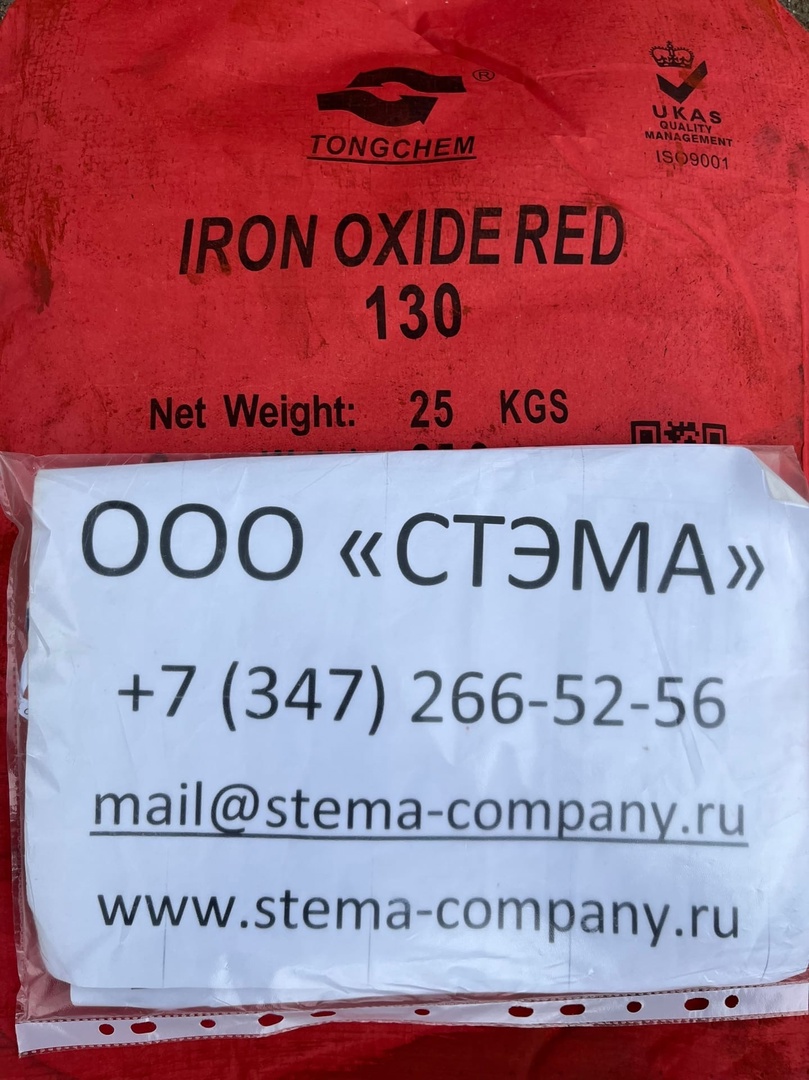 ®
TONGCHEM
UKAS
QUALITY
MANAGEMENT
ISO9001
IRON OXIDE RED
130
Net Weight: 25 KGS
ООО «СТЭМА»
+7 (347) 266-52-56
mail@stema-company.ru
www.stema-company.ru